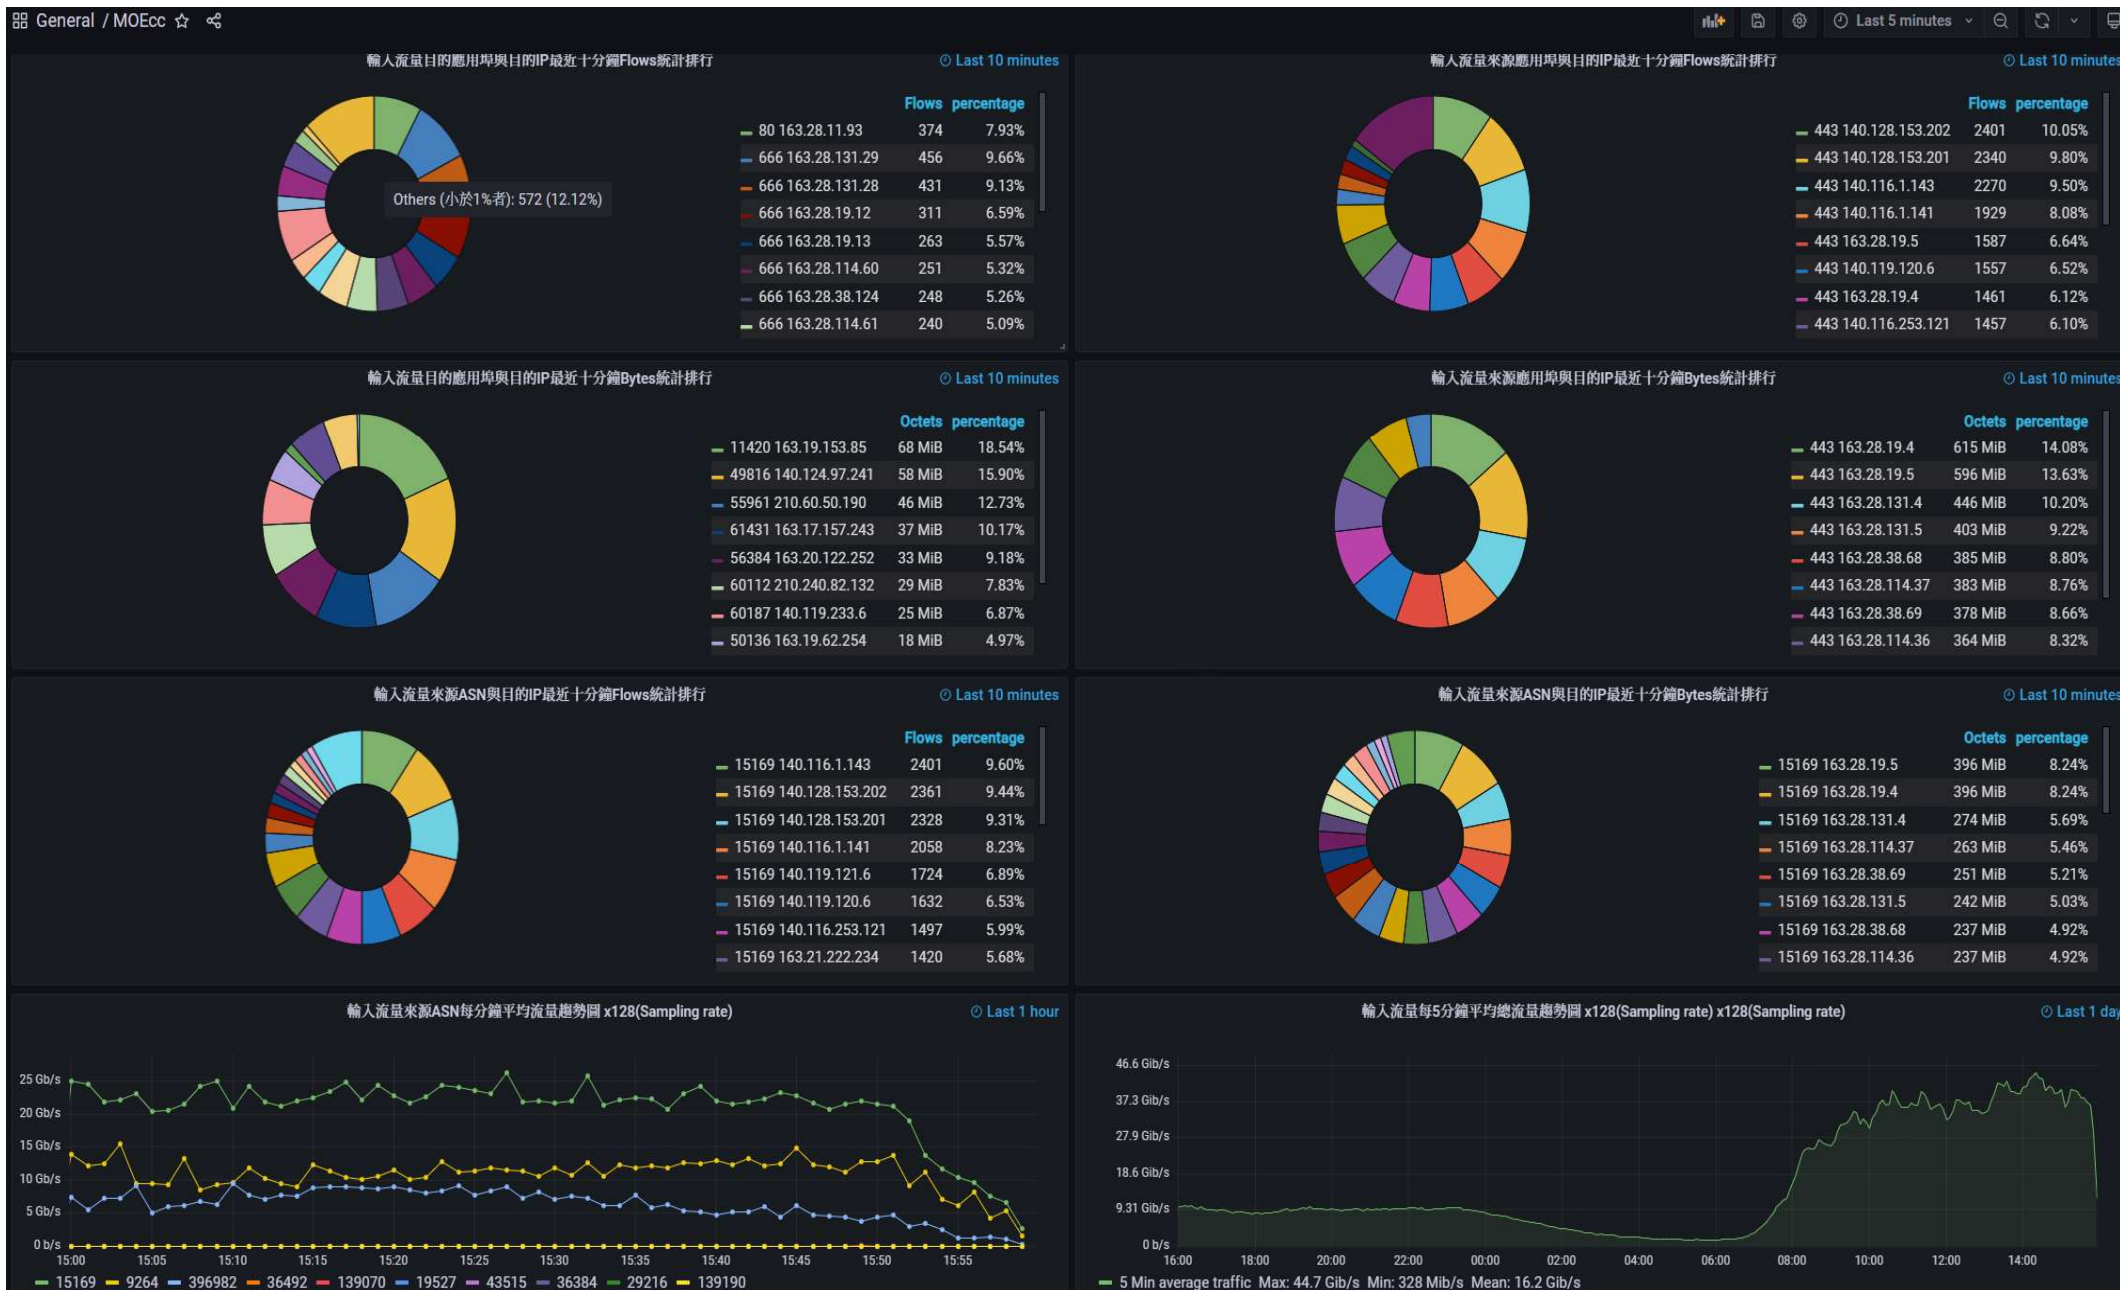 General / MOEcc
Last 5 minutes
輸入流量目的應用埠與目的IP最近十分鐘Flows統計排行
Last 10 minutes
Flows percentage
80 163.28.11.93 374 7.93%
666 163.28.131.29 456 9.66%
666 163.28.131.28 431 9.13%
666 163.28.19.12 311 6.59%
666 163.28.19.13 263 5.57%
666 163.28.114.60 251 5.32%
666 163.28.38.124 248 5.26%
666 163.28.114.61 240 5.09%
Others (小於1%者): 572 (12.12%)
輸入流量來源應用埠與目的IP最近十分鐘Flows統計排行
Last 10 minutes
Flows percentage
443 140.128.153.202 2401 10.05%
443 140.128.153.201 2340 9.80%
443 140.116.1.143 2270 9.50%
443 140.116.1.141 1929 8.08%
443 163.28.19.5 1587 6.64%
443 140.119.120.6 1557 6.52%
443 163.28.19.4 1461 6.12%
443 140.116.253.121 1457 6.10%
輸入流量目的應用埠與目的IP最近十分鐘Bytes統計排行
Last 10 minutes
Octets percentage
11420 163.19.153.85 68 MiB 18.54%
49816 140.124.97.241 58 MiB 15.90%
55961 210.60.50.190 46 MiB 12.73%
61431 163.17.157.243 37 MiB 10.17%
56384 163.20.122.252 33 MiB 9.18%
60112 210.240.82.132 29 MiB 7.83%
60187 140.119.233.6 25 MiB 6.87%
50136 163.19.62.254 18 MiB 4.97%
輸入流量來源應用埠與目的IP最近十分鐘Bytes統計排行
Last 10 minutes
Octets percentage
443 163.28.19.4 615 MiB 14.08%
443 163.28.19.5 596 MiB 13.63%
443 163.28.131.4 446 MiB 10.20%
443 163.28.131.5 403 MiB 9.22%
443 163.28.38.68 385 MiB 8.80%
443 163.28.114.37 383 MiB 8.76%
443 163.28.38.69 378 MiB 8.66%
443 163.28.114.36 364 MiB 8.32%
輸入流量來源ASN與目的IP最近十分鐘Flows統計排行
Last 10 minutes
Flows percentage
15169 140.116.1.143 2401 9.60%
15169 140.128.153.202 2361 9.44%
15169 140.128.153.201 2328 9.31%
15169 140.116.1.141 2058 8.23%
15169 140.119.121.6 1724 6.89%
15169 140.119.120.6 1632 6.53%
15169 140.116.253.121 1497 5.99%
15169 163.21.222.234 1420 5.68%
輸入流量來源ASN與目的IP最近十分鐘Bytes統計排行
Last 10 minutes
Octets percentage
15169 163.28.19.5 396 MiB 8.24%
15169 163.28.19.4 396 MiB 8.24%
15169 163.28.131.4 274 MiB 5.69%
15169 163.28.114.37 263 MiB 5.46%
15169 163.28.38.69 251 MiB 5.21%
15169 163.28.131.5 242 MiB 5.03%
15169 163.28.38.68 237 MiB 4.92%
15169 163.28.114.36 237 MiB 4.92%
輸入流量來源ASN每分鐘平均流量趨勢圖 x128(Sampling rate)
Last 1 hour
25 Gb/s
20 Gb/s
15 Gb/s
10 Gb/s
5 Gb/s
0 b/s
15:00 15:05 15:10 15:15 15:20 15:25 15:30 15:35 15:40 15:45 15:50 15:55
15169 9264 396982 36492 139070 19527 43515 36384 29216 139190
輸入流量每5分鐘平均總流量趨勢圖 x128(Sampling rate) x128(Sampling rate)
Last 1 day
46.6 Gib/s
37.3 Gib/s
27.9 Gib/s
18.6 Gib/s
9.31 Gib/s
0 b/s
16:00 18:00 20:00 22:00 00:00 02:00 04:00 06:00 08:00 10:00 12:00 14:00
5 Min average traffic Max: 44.7 Gib/s Min: 328 Mib/s Mean: 16.2 Gib/s